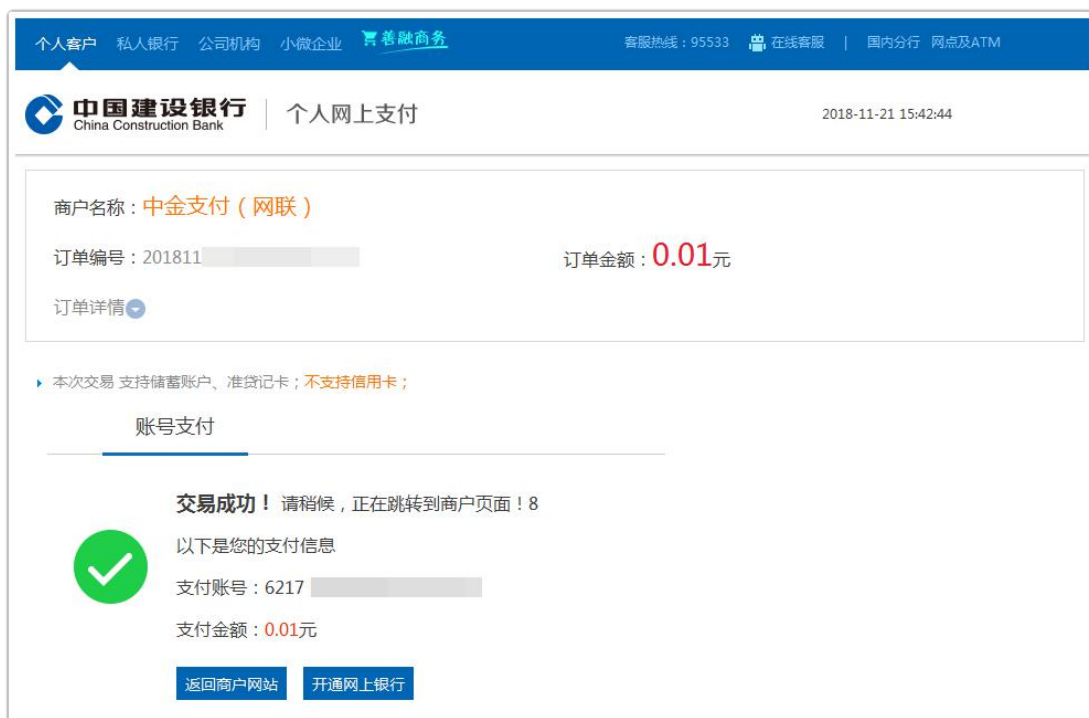 个人客户 私人银行 公司机构 小微企业 善融商务 客服热线：95533 在线客服 | 国内分行 网点及ATM
中国建设银行 个人网上支付 2018-11-21 15:42:44
China Construction Bank
商户名称：中金支付（网联）
订单编号：201811 订单金额：0.01元
订单详情
本次交易 支持储蓄账户、准贷记卡；不支持信用卡；
账号支付
交易成功！ 请稍候，正在跳转到商户页面！8
以下是您的支付信息
支付账号：6217
支付金额：0.01元
返回商户网站 开通网上银行